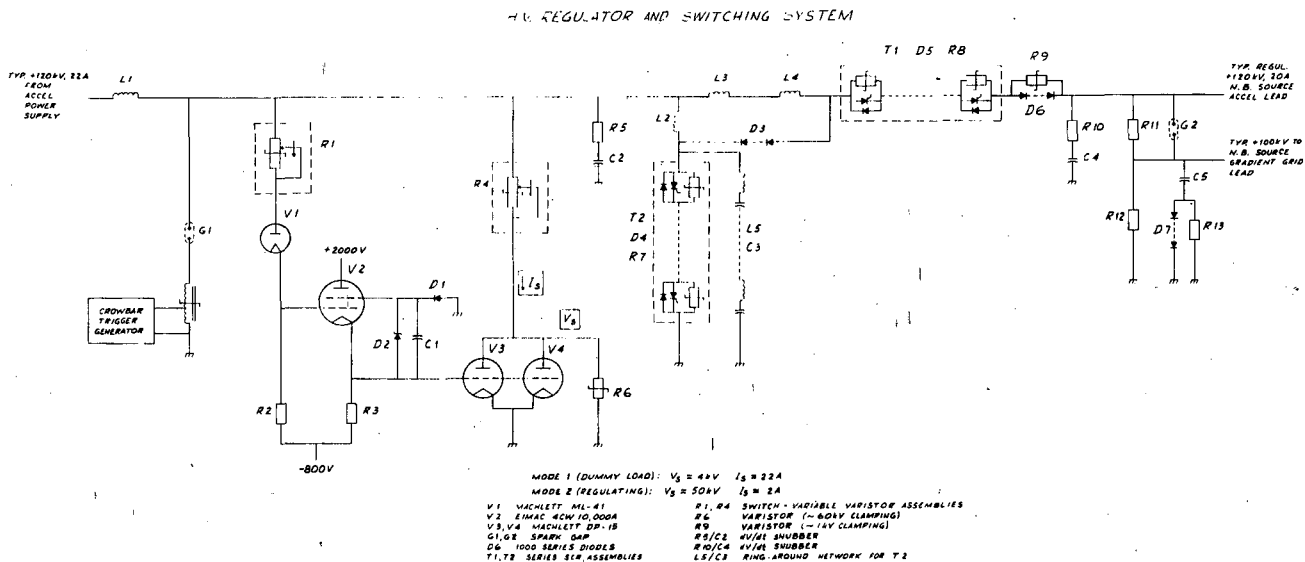 H.V. REGULATOR AND SWITCHING SYSTEM
TYP. +120kV, 22A
FROM
ACCEL
POWER
SUPPLY
L1
R1
V1
G1
CROWBAR
TRIGGER
GENERATOR
+2000V
V2
D1
D2
C1
R2
R3
-800V
R4
Is
Vs
V3
V4
R6
R5
C2
L2
L3
L4
D3
T2
D4
R7
L5
C3
T1 D5 R8
R9
D6
R10
C4
R11
G2
R12
C5
D7
R13
TYP. REGUL.
+120kV, 20A
N.B. SOURCE
ACCEL LEAD
TYP. +100kV TO
N.B. SOURCE
GRADIENT GRID
LEAD
MODE 1 (DUMMY LOAD): Vs = 4kV Is = 22A
MODE 2 (REGULATING): Vs = 50kV Is = 2A
V1 MACHLETT ML-41
V2 EIMAC 4CW 10,000A
V3, V4 MACHLETT DP-15
G1, G2 SPARK GAP
D6 1000 SERIES DIODES
T1, T2 SERIES SCR, ASSEMBLIES
R1, R4 SWITCH-VARIABLE VARISTOR ASSEMBLIES
R6 VARISTOR (~60kV CLAMPING)
R9 VARISTOR (~1kV CLAMPING)
R5/C2 dV/dt SNUBBER
R10/C4 dV/dt SNUBBER
L5/C3 RING-AROUND NETWORK FOR T2